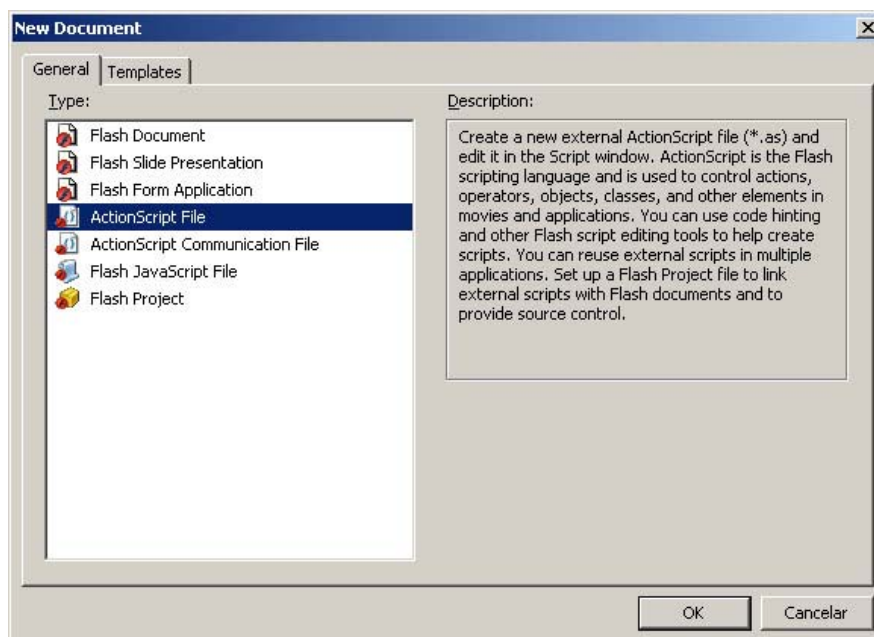 New Document
General
Templates
Type:
Flash Document
Flash Slide Presentation
Flash Form Application
ActionScript File
ActionScript Communication File
Flash JavaScript File
Flash Project
Description:
Create a new external ActionScript file (*.as) and
edit it in the Script window. ActionScript is the Flash
scripting language and is used to control actions,
operators, objects, classes, and other elements in
movies and applications. You can use code hinting
and other Flash script editing tools to help create
scripts. You can reuse external scripts in multiple
applications. Set up a Flash Project file to link
external scripts with Flash documents and to
provide source control.
OK
Cancelar